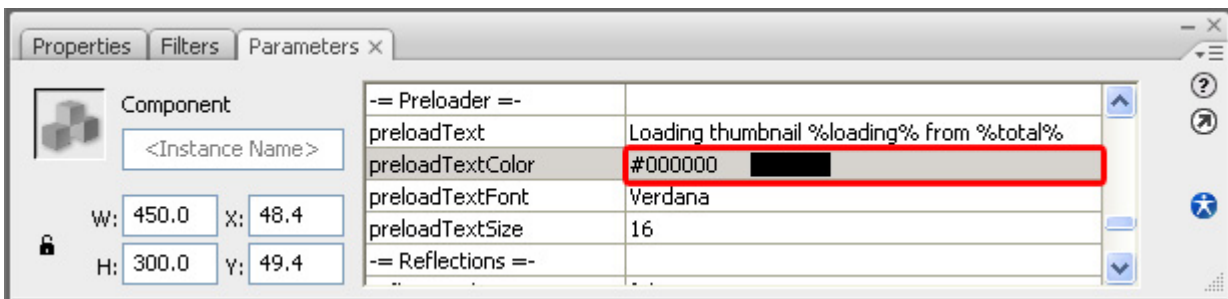 Properties Filters Parameters
Component
<Instance Name>
W: 450.0 X: 48.4
H: 300.0 Y: 49.4
-= Preloader =-
preloadText Loading thumbnail %loading% from %total%
preloadTextColor #000000
preloadTextFont Verdana
preloadTextSize 16
-= Reflections =-